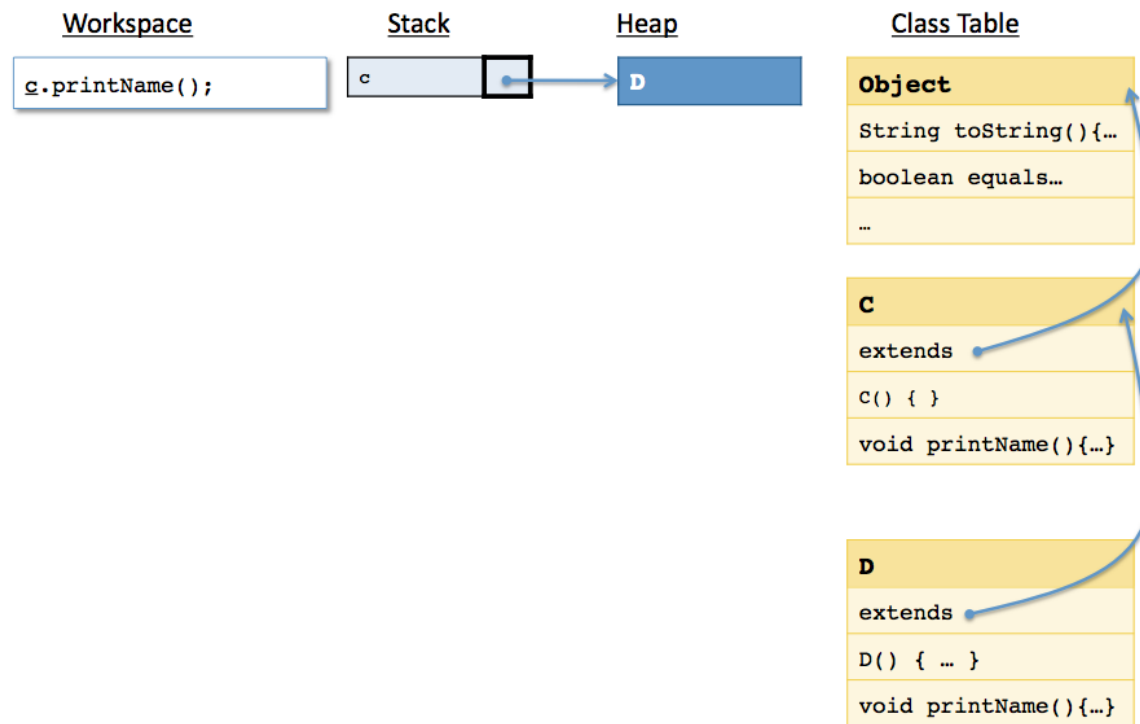 Workspace
Stack
Heap
Class Table
c.printName();
c
D
Object
String toString(){…
boolean equals…
…
C
extends
C() { }
void printName(){…}
D
extends
D() { … }
void printName(){…}